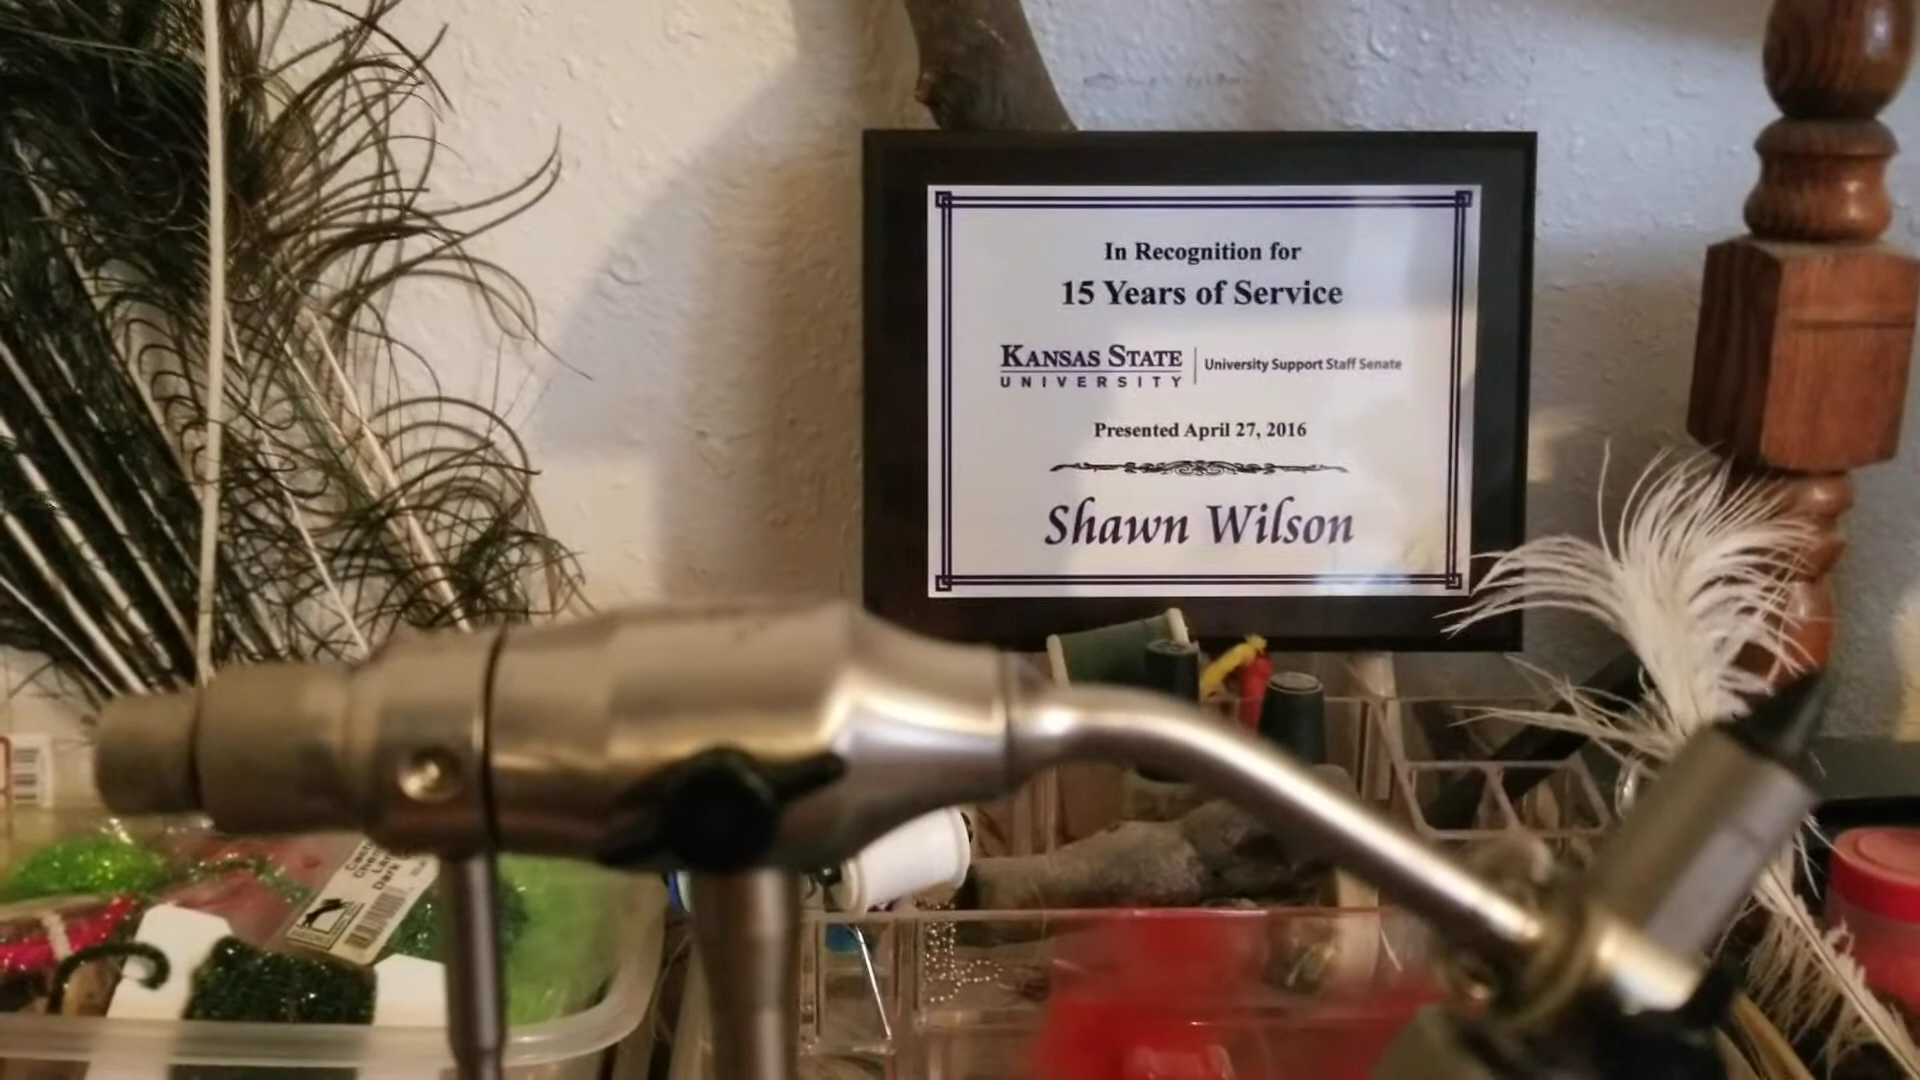 In Recognition for
15 Years of Service
KANSAS STATE
UNIVERSITY
University Support Staff Senate
Presented April 27, 2016
Shawn Wilson
Dark